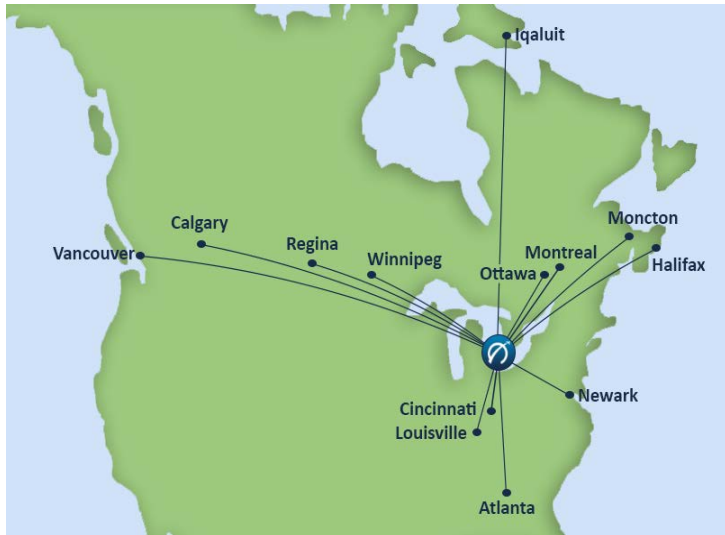 Iqaluit
Moncton
Calgary
Regina
Montreal
Vancouver
Winnipeg
Halifax
Ottawa
Newark
Cincinnati
Louisville
Atlanta